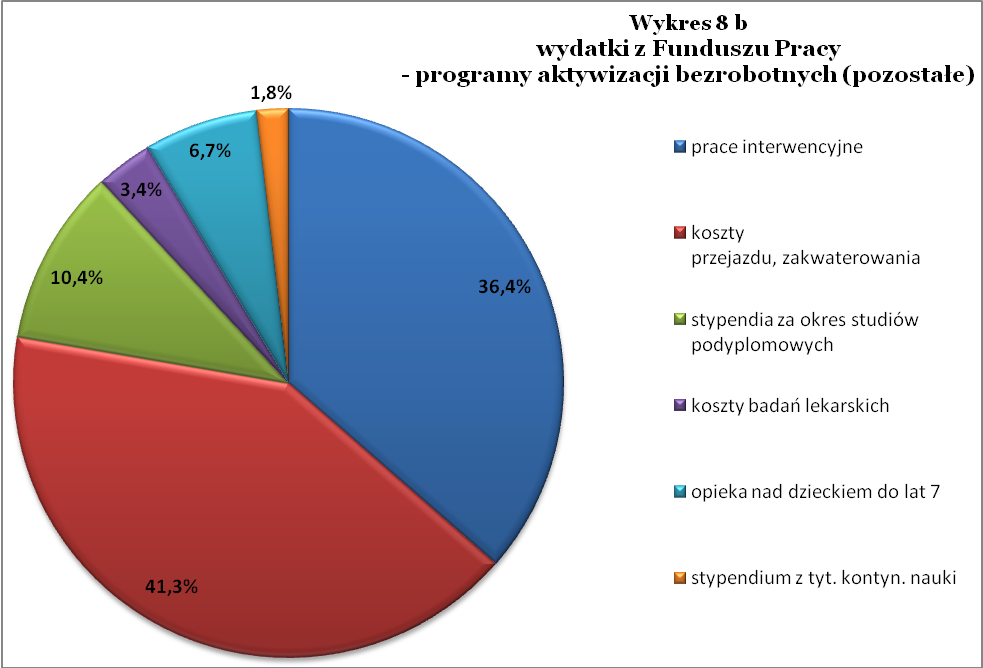 Wykres 8 b
wydatki z Funduszu Pracy
- programy aktywizacji bezrobotnych (pozostałe)
1,8%
6,7%
3,4%
10,4%
36,4%
41,3%
prace interwencyjne
koszty
przejazdu, zakwaterowania
stypendia za okres studiów
podyplomowych
koszty badań lekarskich
opieka nad dzieckiem do lat 7
stypendium z tyt. kontyn. nauki